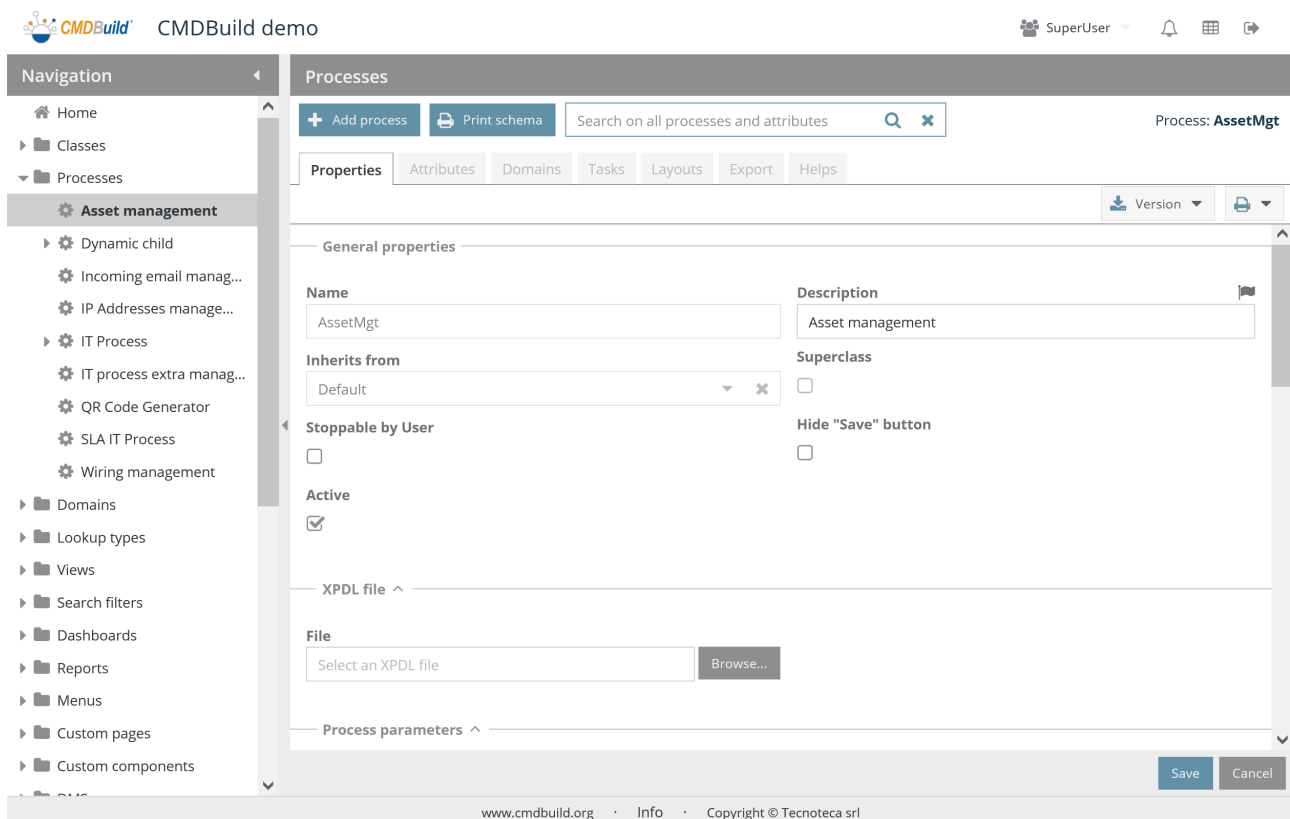 CMDBuild CMDBuild demo SuperUser
Navigation
Processes
Home
Classes
Processes
Asset management
Dynamic child
Incoming email manag...
IP Addresses manage...
IT Process
IT process extra manag...
QR Code Generator
SLA IT Process
Wiring management
Domains
Lookup types
Views
Search filters
Dashboards
Reports
Menus
Custom pages
Custom components
Add process Print schema Search on all processes and attributes Process: AssetMgt
Properties Attributes Domains Tasks Layouts Export Helps
Version
General properties
Name Description
AssetMgt Asset management
Inherits from Superclass
Default
Stoppable by User Hide "Save" button
Active
XPDL file
File
Select an XPDL file Browse...
Process parameters
Save Cancel
www.cmdbuild.org · Info · Copyright © Tecnoteca srl